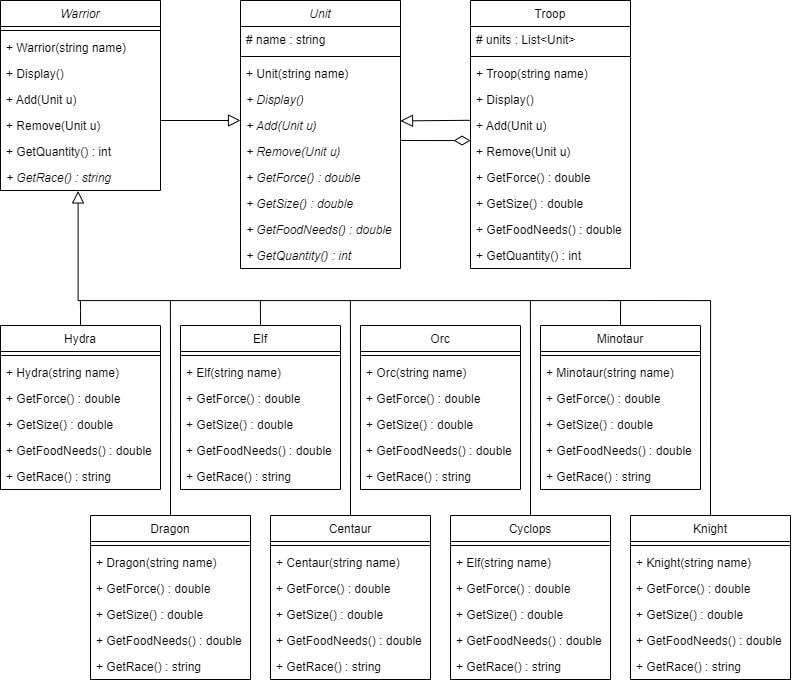 Warrior
+ Warrior(string name)
+ Display()
+ Add(Unit u)
+ Remove(Unit u)
+ GetQuantity() : int
+ GetRace() : string
Unit
# name : string
+ Unit(string name)
+ Display()
+ Add(Unit u)
+ Remove(Unit u)
+ GetForce() : double
+ GetSize() : double
+ GetFoodNeeds() : double
+ GetQuantity() : int
Troop
# units : List<Unit>
+ Troop(string name)
+ Display()
+ Add(Unit u)
+ Remove(Unit u)
+ GetForce() : double
+ GetSize() : double
+ GetFoodNeeds() : double
+ GetQuantity() : int
Hydra
+ Hydra(string name)
+ GetForce() : double
+ GetSize() : double
+ GetFoodNeeds() : double
+ GetRace() : string
Elf
+ Elf(string name)
+ GetForce() : double
+ GetSize() : double
+ GetFoodNeeds() : double
+ GetRace() : string
Orc
+ Orc(string name)
+ GetForce() : double
+ GetSize() : double
+ GetFoodNeeds() : double
+ GetRace() : string
Minotaur
+ Minotaur(string name)
+ GetForce() : double
+ GetSize() : double
+ GetFoodNeeds() : double
+ GetRace() : string
Dragon
+ Dragon(string name)
+ GetForce() : double
+ GetSize() : double
+ GetFoodNeeds() : double
+ GetRace() : string
Centaur
+ Centaur(string name)
+ GetForce() : double
+ GetSize() : double
+ GetFoodNeeds() : double
+ GetRace() : string
Cyclops
+ Elf(string name)
+ GetForce() : double
+ GetSize() : double
+ GetFoodNeeds() : double
+ GetRace() : string
Knight
+ Knight(string name)
+ GetForce() : double
+ GetSize() : double
+ GetFoodNeeds() : double
+ GetRace() : string